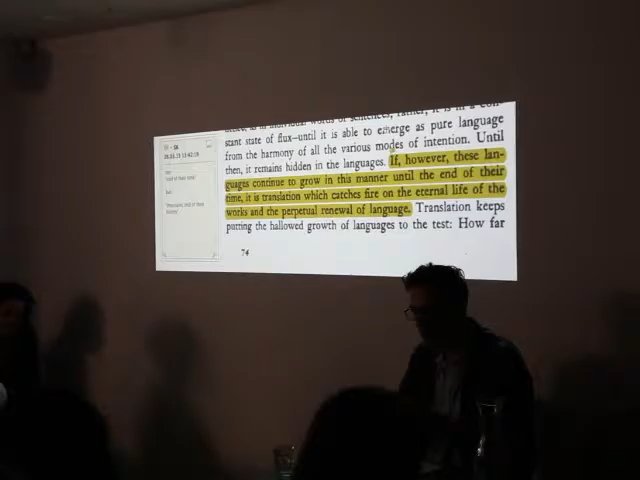 stant state of flux—until it is able to emerge as pure language
from the harmony of all the various modes of intention. Until
then, it remains hidden in the languages. If, however, these lan-
guages continue to grow in this manner until the end of their
time, it is translation which catches fire on the eternal life of the
works and the perpetual renewal of language. Translation keeps
putting the hallowed growth of languages to the test: How far
74